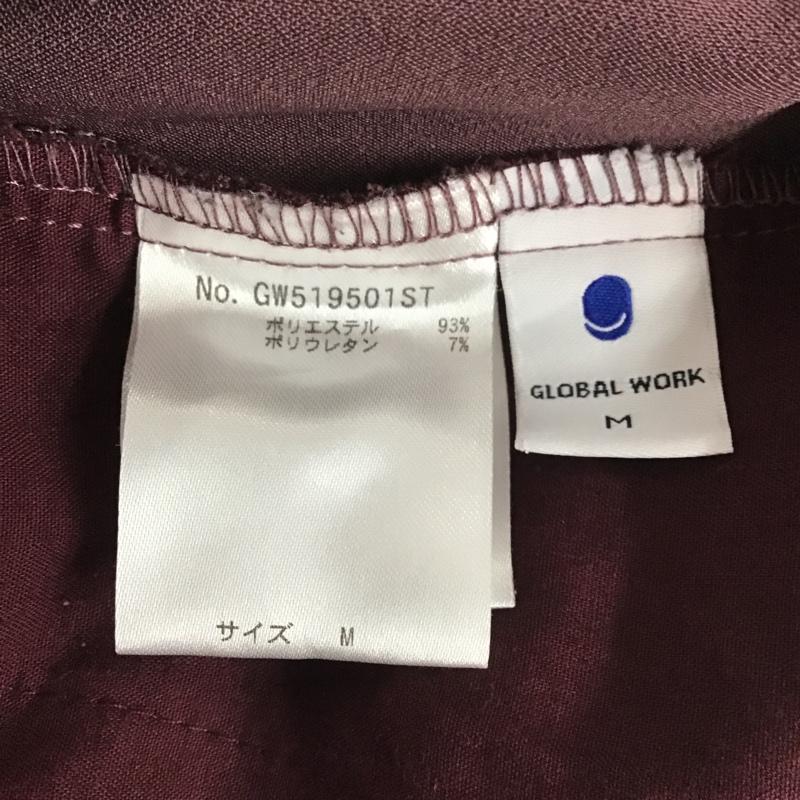 No. GW519501ST
ポリエステル 93%
ポリウレタン 7%
サイズ M
GLOBAL WORK
M